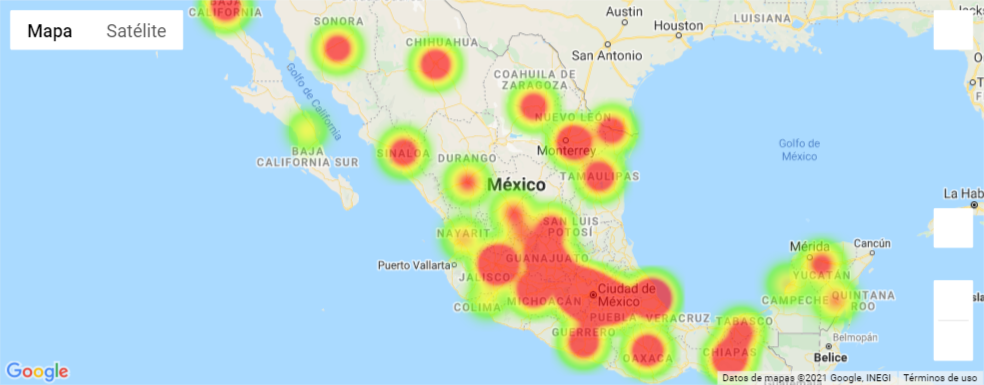 Mapa
Satélite
BAJA
CALIFORNIA
SONORA
CHIHUAHUA
Austin
Houston
LUISIANA
San Antonio
COAHUILA DE
ZARAGOZA
Golfo de California
NUEVO LEÓN
Monterrey
BAJA
CALIFORNIA SUR
SINALOA
DURANGO
TAMAULIPAS
Golfo de
México
México
La Hab
SAN LUIS
POTOSÍ
NAYARIT
Puerto Vallarta
GUANAJUATO
JALISCO
Mérida
Cancún
YUCATÁN
Ciudad de
México
COLIMA
MICHOACÁN
CAMPECHE
QUINTANA
ROO
PUEBLA
VERACRUZ
TABASCO
GUERRERO
OAXACA
CHIAPAS
Belmopán
Belice
Google
Datos de mapas ©2021 Google, INEGI
Términos de uso